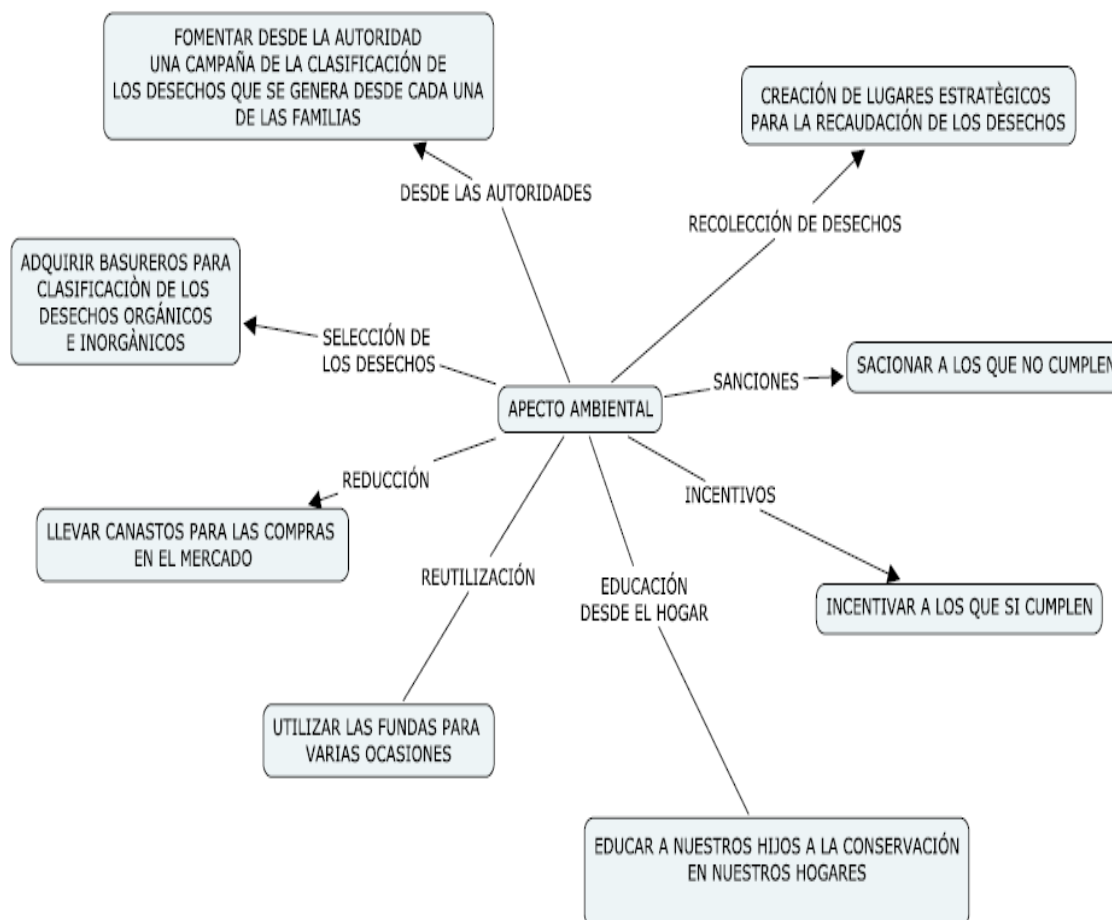 FOMENTAR DESDE LA AUTORIDAD
UNA CAMPAÑA DE LA CLASIFICACIÓN DE
LOS DESECHOS QUE SE GENERA DESDE CADA UNA
DE LAS FAMILIAS
CREACIÓN DE LUGARES ESTRATÈGICOS
PARA LA RECAUDACIÓN DE LOS DESECHOS
DESDE LAS AUTORIDADES
RECOLECCIÓN DE DESECHOS
ADQUIRIR BASUREROS PARA
CLASIFICACIÒN DE LOS
DESECHOS ORGÁNICOS
E INORGÀNICOS
SELECCIÓN DE
LOS DESECHOS
SANCIONES
SACIONAR A LOS QUE NO CUMPLEN
APECTO AMBIENTAL
REDUCCIÓN
LLEVAR CANASTOS PARA LAS COMPRAS
EN EL MERCADO
INCENTIVOS
REUTILIZACIÓN
EDUCACIÓN
DESDE EL HOGAR
INCENTIVAR A LOS QUE SI CUMPLEN
UTILIZAR LAS FUNDAS PARA
VARIAS OCASIONES
EDUCAR A NUESTROS HIJOS A LA CONSERVACIÓN
EN NUESTROS HOGARES